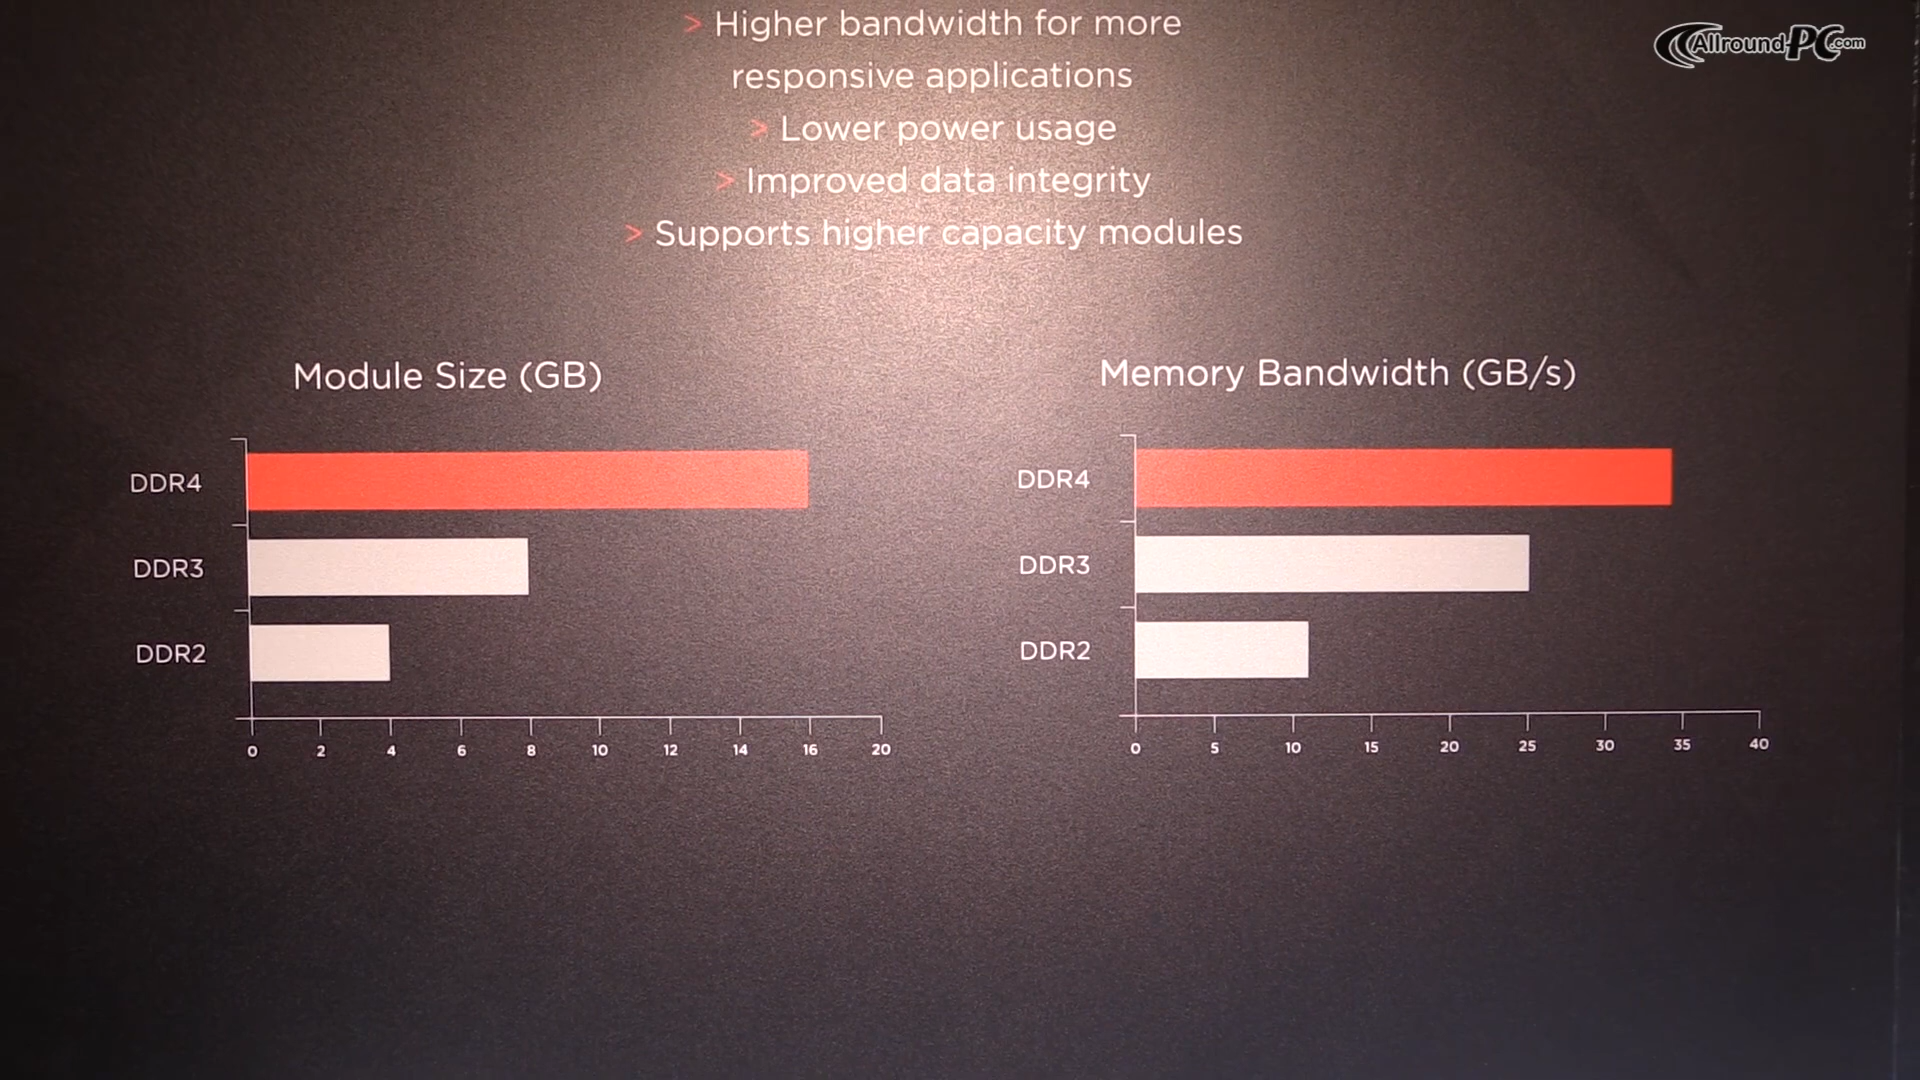 > Higher bandwidth for more
responsive applications
> Lower power usage
> Improved data integrity
> Supports higher capacity modules
AllroundPC.com
Module Size (GB)
DDR4
DDR3
DDR2
0 2 4 6 8 10 12 14 16 20
Memory Bandwidth (GB/s)
DDR4
DDR3
DDR2
0 5 10 15 20 25 30 35 40